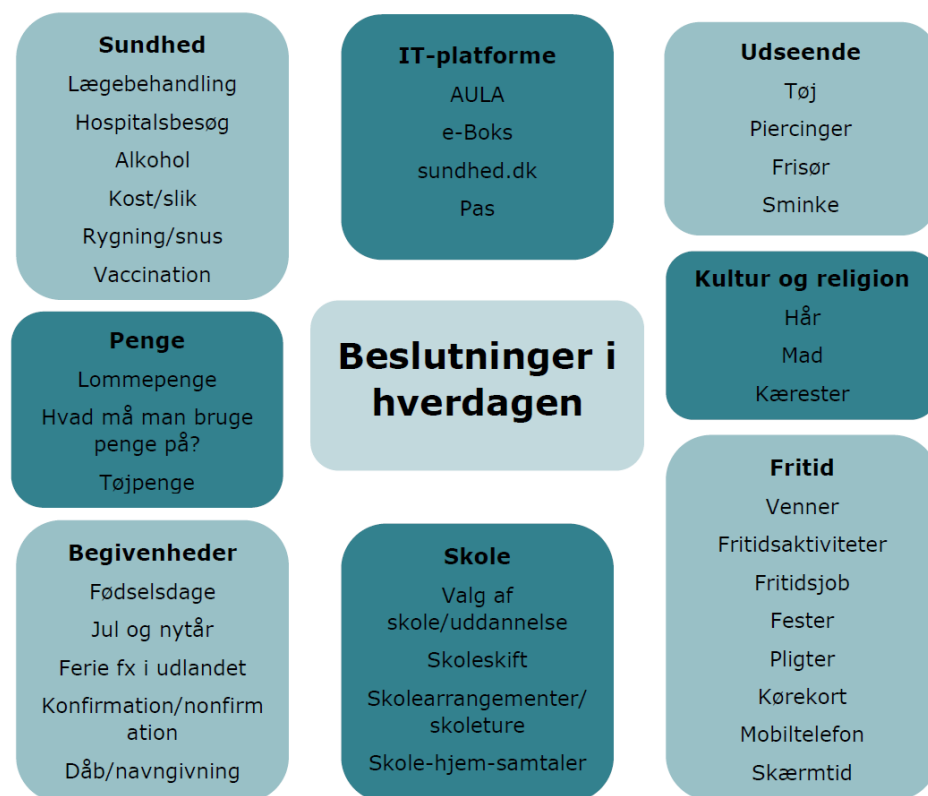 Sundhed
Lægebehandling
Hospitalsbesøg
Alkohol
Kost/slik
Rygning/snus
Vaccination
IT-platforme
AULA
e-Boks
sundhed.dk
Pas
Udseende
Tøj
Piercinger
Frisør
Sminke
Penge
Lommepenge
Hvad må man bruge
penge på?
Tøjpenge
Beslutninger i
hverdagen
Kultur og religion
Hår
Mad
Kærester
Begivenheder
Fødselsdage
Jul og nytår
Ferie fx i udlandet
Konfirmation/nonfirm
ation
Dåb/navngivning
Skole
Valg af
skole/uddannelse
Skoleskift
Skolearrangementer/
skoleture
Skole-hjem-samtaler
Fritid
Venner
Fritidsaktiviteter
Fritidsjob
Fester
Pligter
Kørekort
Mobiltelefon
Skærmtid